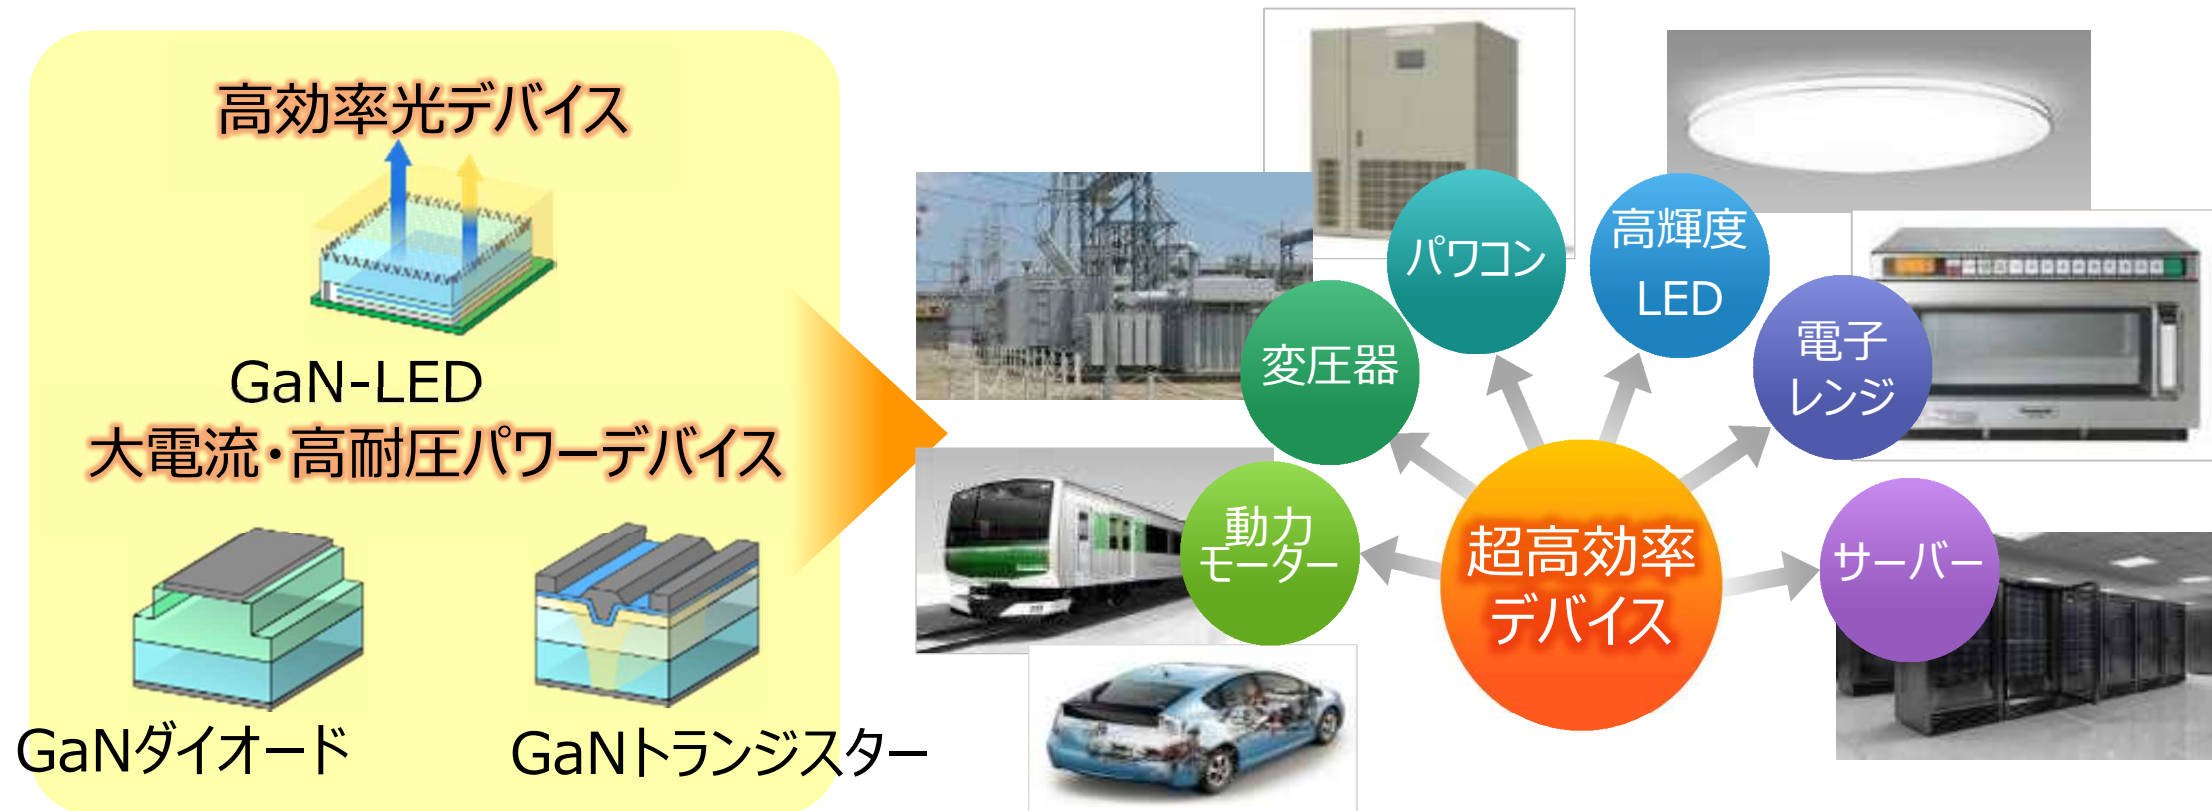 高効率光デバイス
GaN-LED
大電流・高耐圧パワーデバイス
GaNダイオード
GaNトランジスター
パワコン
高輝度
LED
変圧器
電子
レンジ
動力
モーター
超高効率
デバイス
サーバー